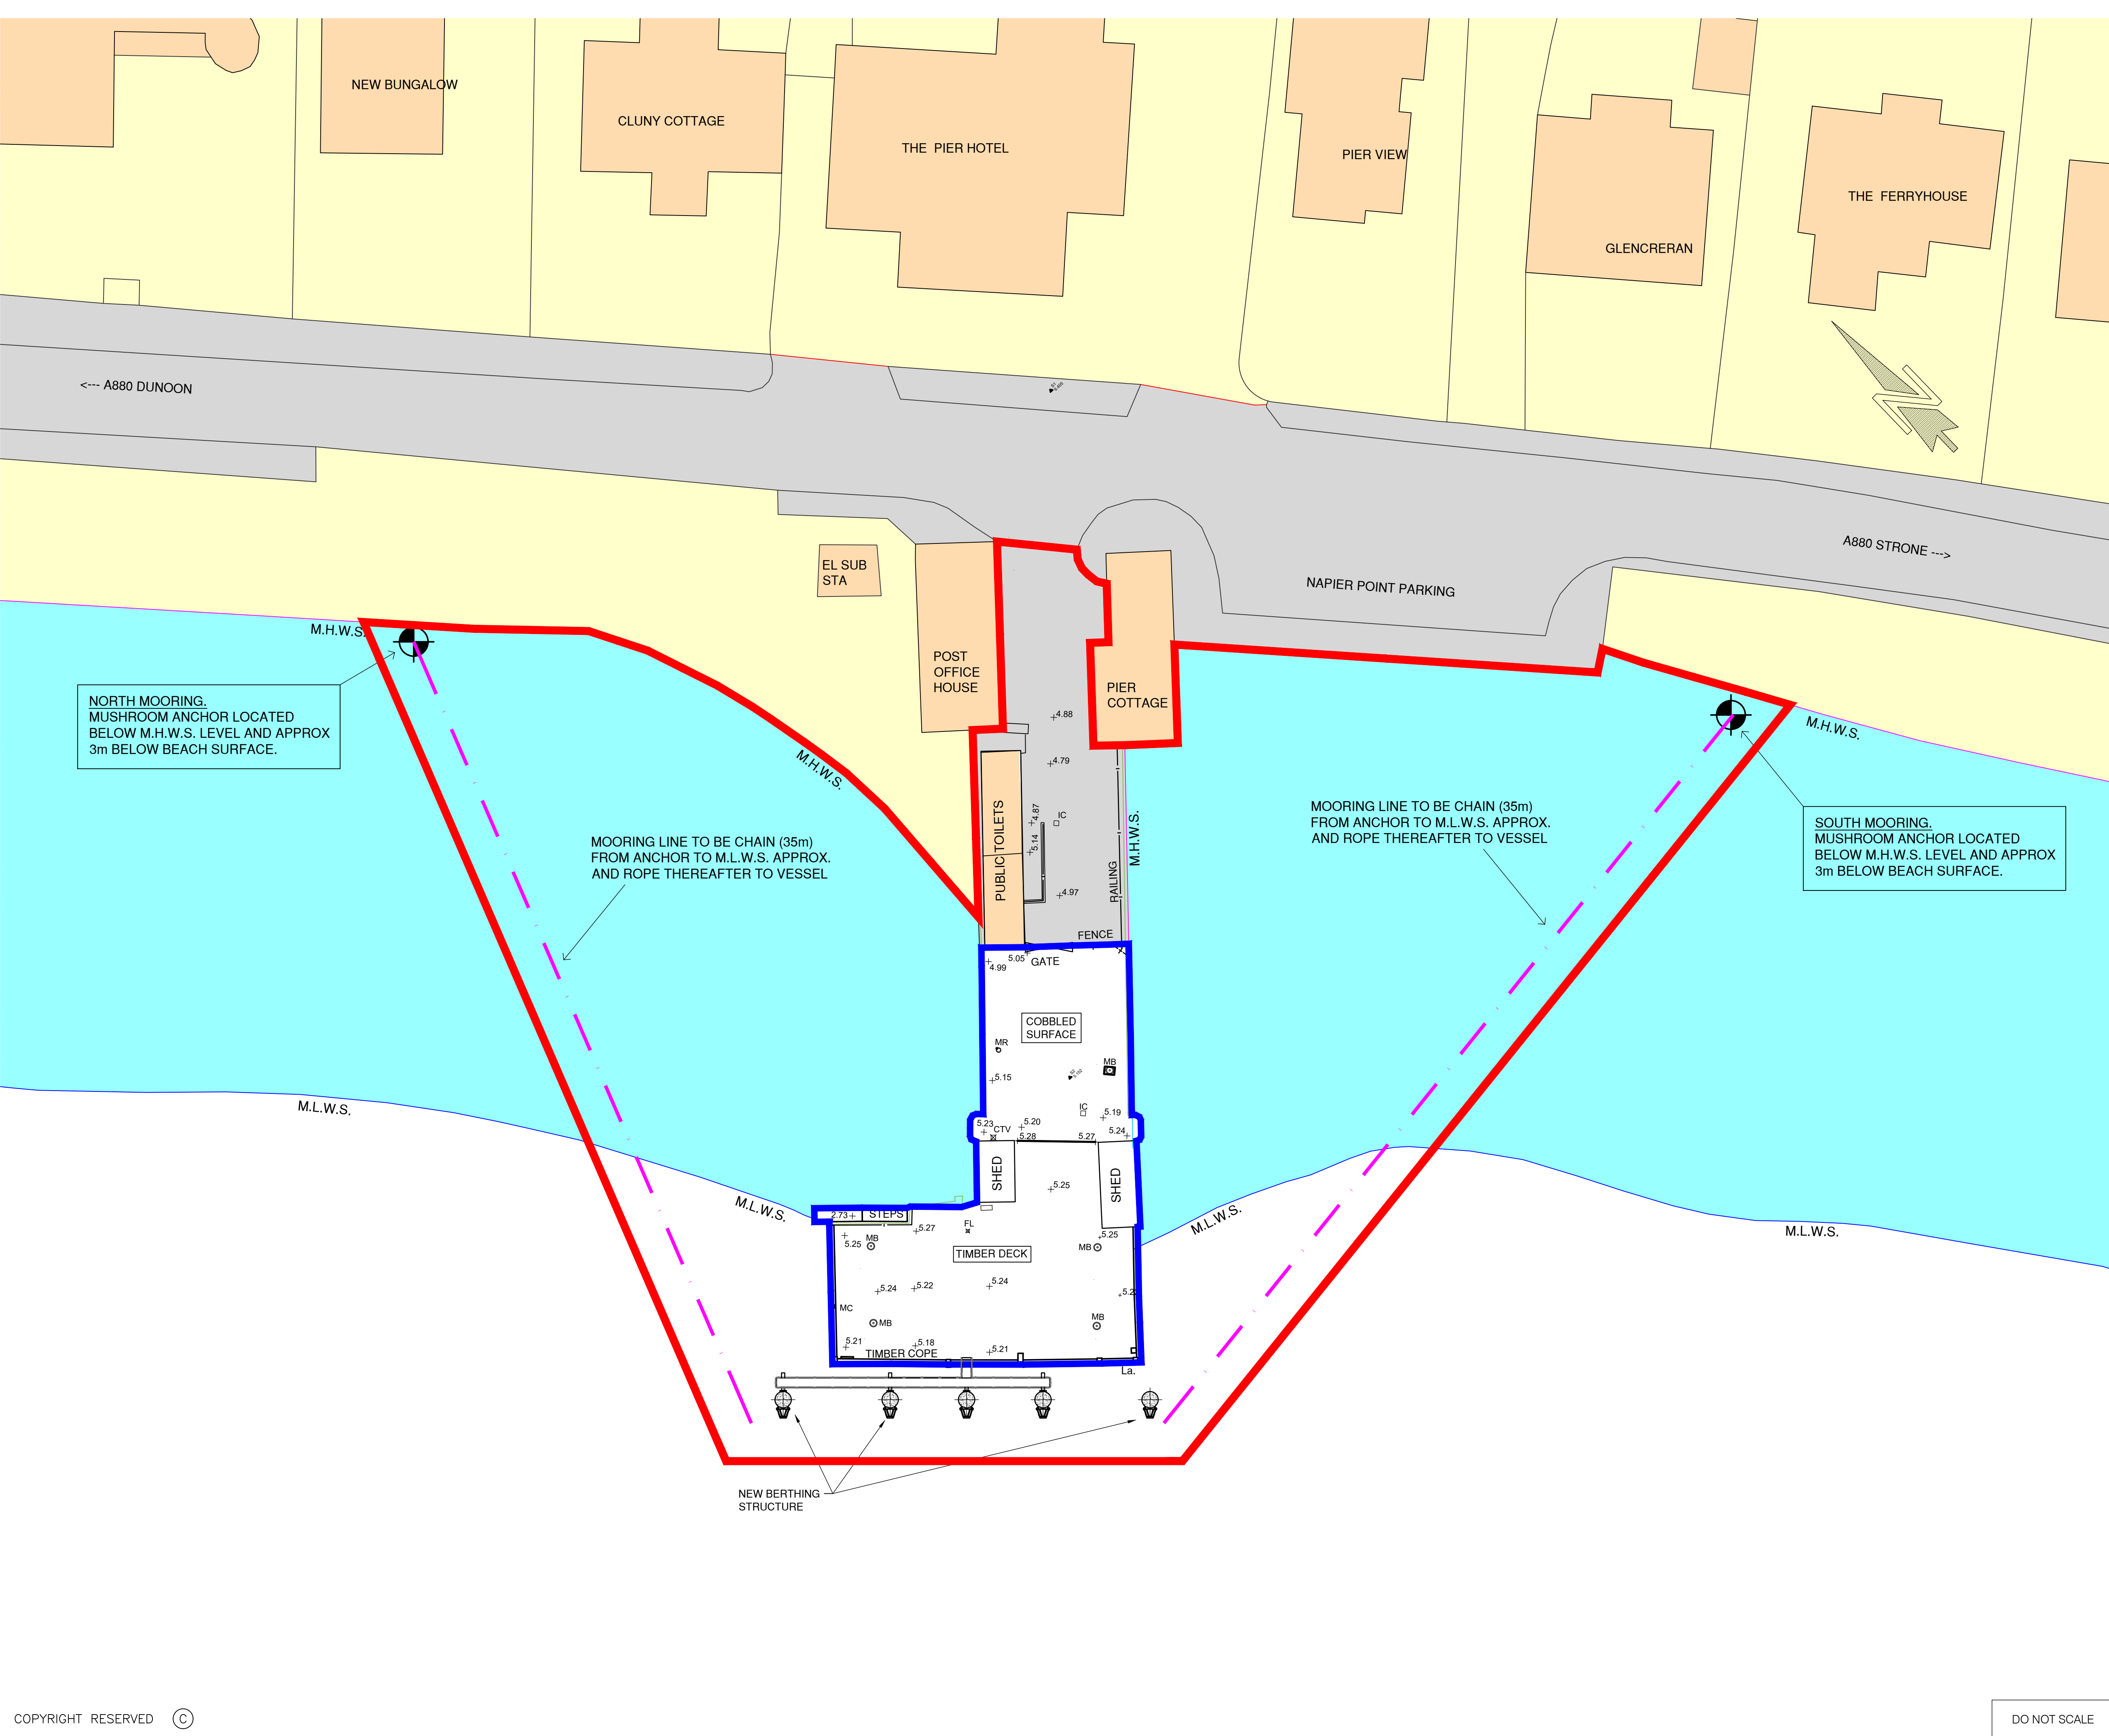 NEW BUNGALOW
CLUNY COTTAGE
THE PIER HOTEL
PIER VIEW
GLENCRERAN
THE FERRYHOUSE
<--- A880 DUNOON
A880 STRONE --->
NAPIER POINT PARKING
EL SUB
STA
POST
OFFICE
HOUSE
PIER
COTTAGE
M.H.W.S.
NORTH MOORING.
MUSHROOM ANCHOR LOCATED
BELOW M.H.W.S. LEVEL AND APPROX
3m BELOW BEACH SURFACE.
M.H.W.S.
M.H.W.S.
4.88
4.79
4.87
5.14
IC
4.97
PUBLIC TOILETS
RAILING
M.H.W.S.
MOORING LINE TO BE CHAIN (35m)
FROM ANCHOR TO M.L.W.S. APPROX.
AND ROPE THEREAFTER TO VESSEL
MOORING LINE TO BE CHAIN (35m)
FROM ANCHOR TO M.L.W.S. APPROX.
AND ROPE THEREAFTER TO VESSEL
SOUTH MOORING.
MUSHROOM ANCHOR LOCATED
BELOW M.H.W.S. LEVEL AND APPROX
3m BELOW BEACH SURFACE.
FENCE
GATE
5.05
4.99
COBBLED
SURFACE
MR
MB
5.15
IC
5.19
5.23
CTV
5.20
5.28
5.27
5.24
SHED
SHED
5.25
M.L.W.S.
M.L.W.S.
M.L.W.S.
M.L.W.S.
2.73
STEPS
5.27
FL
5.25
MB
TIMBER DECK
MB
5.25
5.24
5.22
5.24
MC
MB
MB
5.21
5.18
5.21
TIMBER COPE
La.
NEW BERTHING
STRUCTURE
COPYRIGHT RESERVED C
DO NOT SCALE